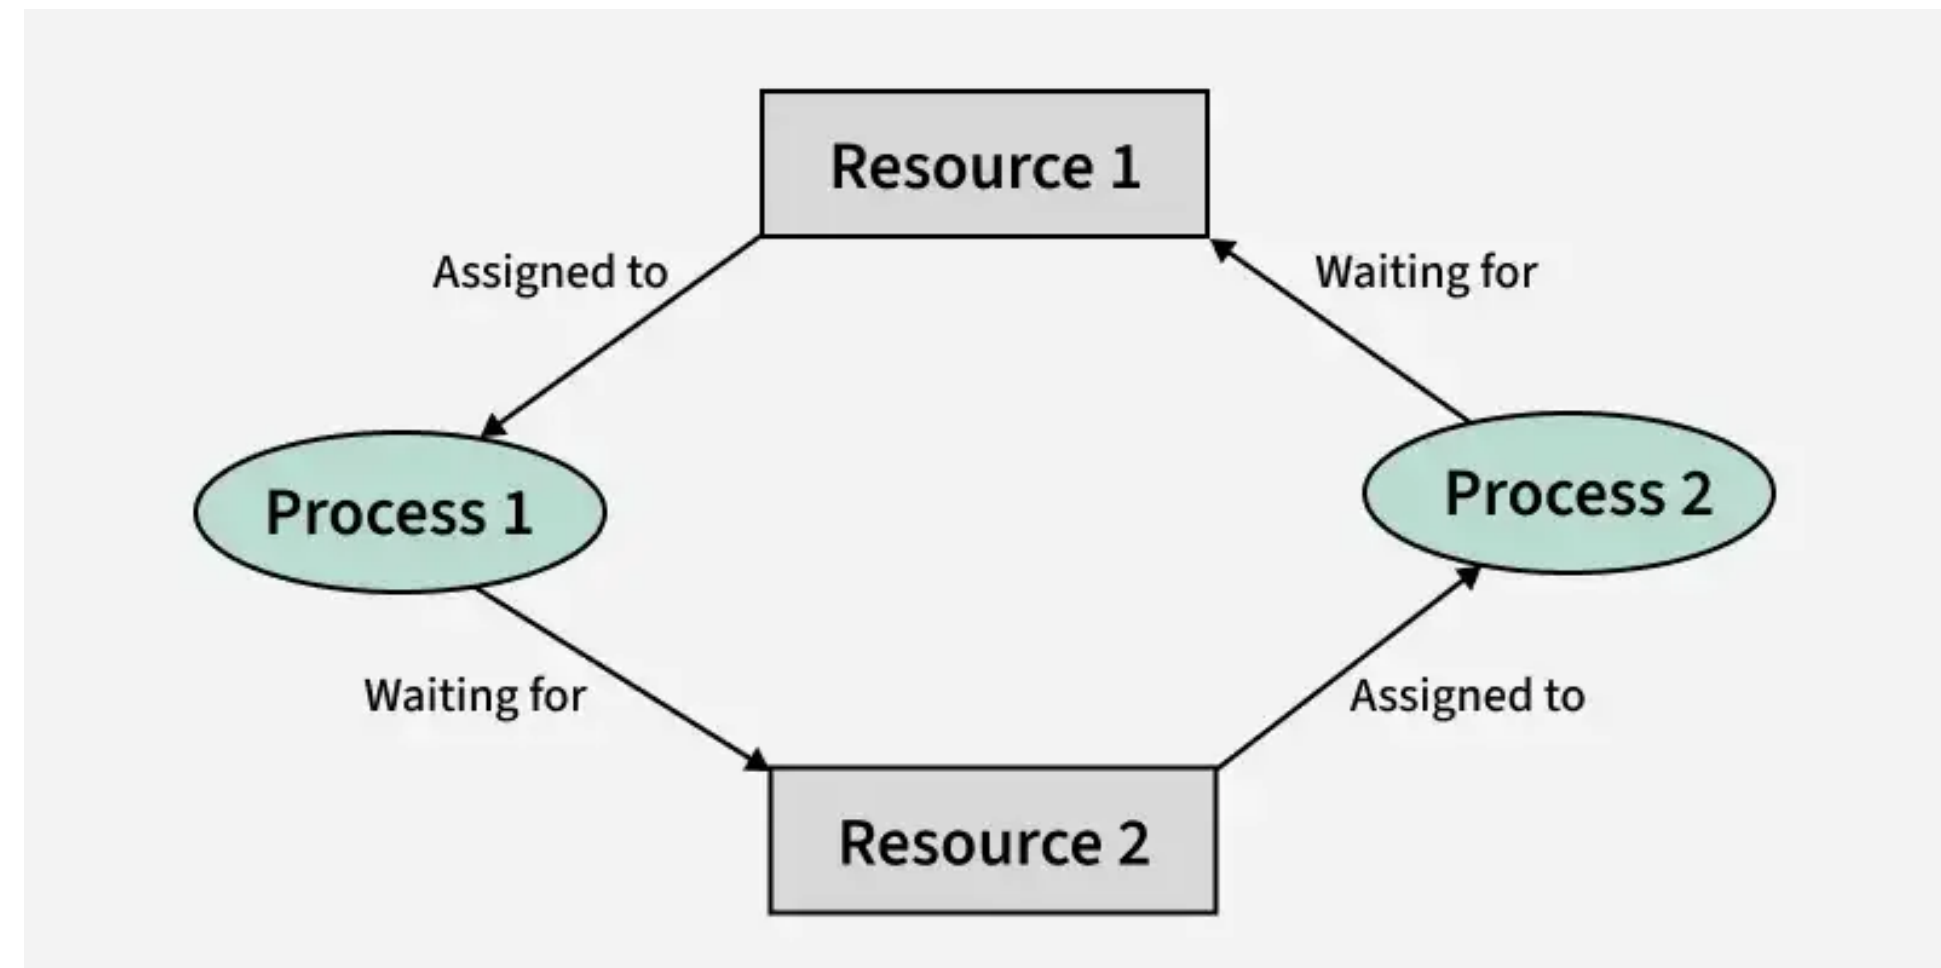 Resource 1
Assigned to
Waiting for
Process 1
Process 2
Waiting for
Assigned to
Resource 2